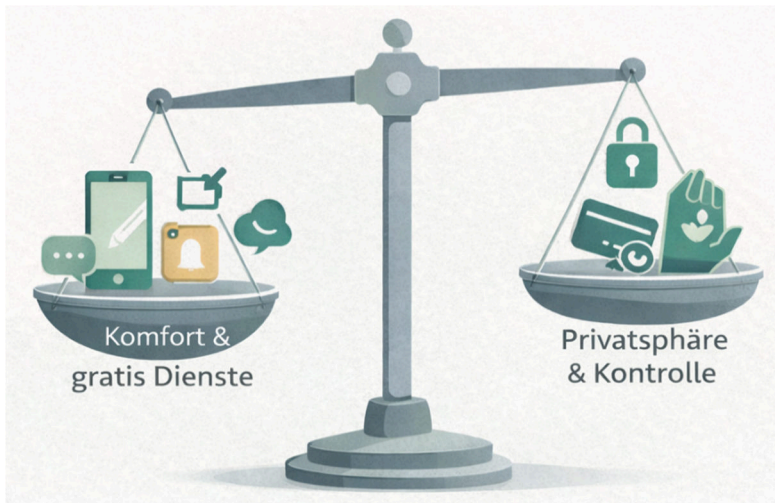 Komfort &
gratis Dienste
Privatsphäre
& Kontrolle